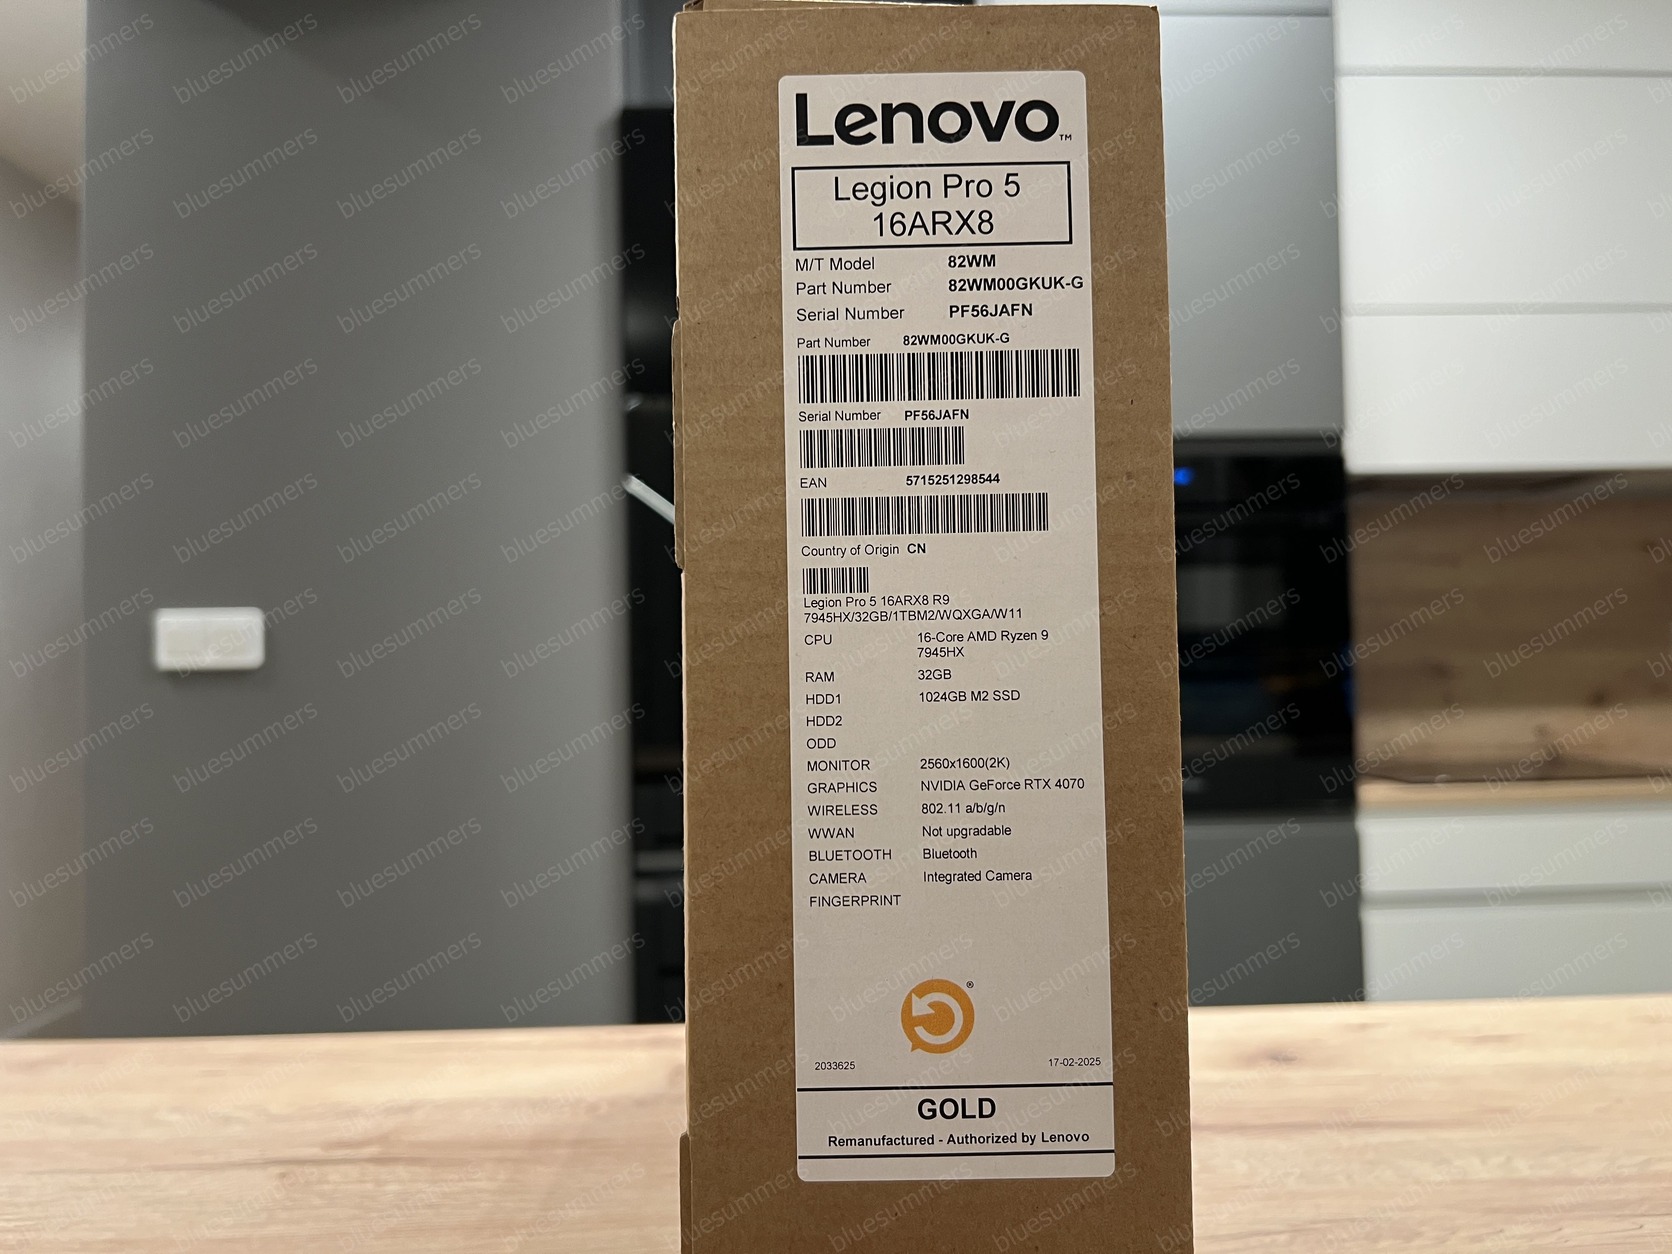 Lenovo™
Legion Pro 5
16ARX8
M/T Model 82WM
Part Number 82WM00GKUK-G
Serial Number PF56JAFN
Part Number 82WM00GKUK-G
Serial Number PF56JAFN
EAN 5715251298544
Country of Origin CN
Legion Pro 5 16ARX8 R9
7945HX/32GB/1TBM2/WQXGA/W11
CPU 16-Core AMD Ryzen 9
7945HX
RAM 32GB
HDD1 1024GB M2 SSD
HDD2
ODD
MONITOR 2560x1600(2K)
GRAPHICS NVIDIA GeForce RTX 4070
WIRELESS 802.11 a/b/g/n
WWAN Not upgradable
BLUETOOTH Bluetooth
CAMERA Integrated Camera
FINGERPRINT
®
2033625 17-02-2025
GOLD
Remanufactured - Authorized by Lenovo
bluesummers